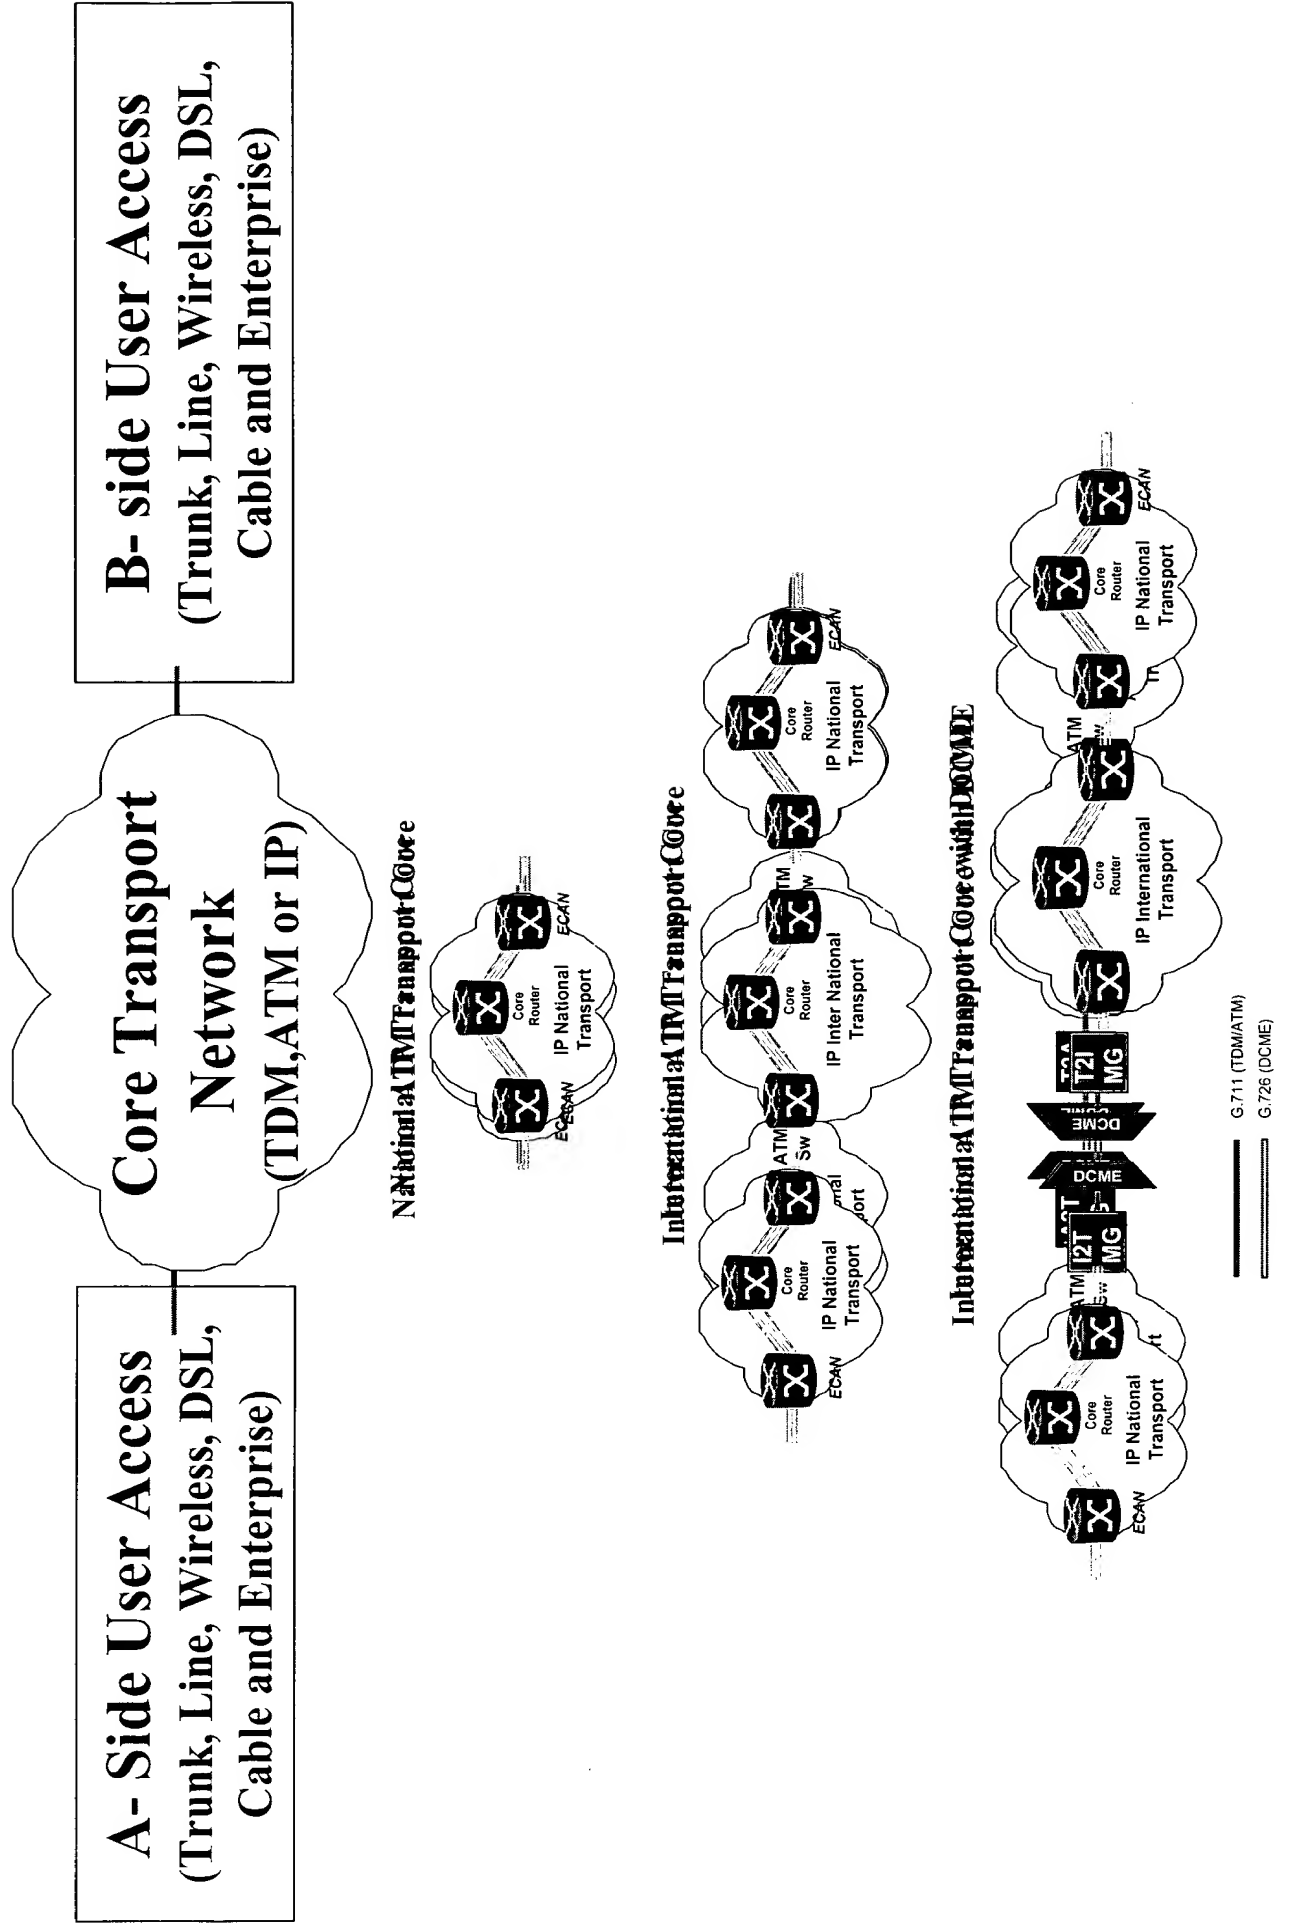 A- Side User Access
(Trunk, Line, Wireless, DSL,
Cable and Enterprise)
Core Transport
Network
(TDM,ATM or IP)
B- side User Access
(Trunk, Line, Wireless, DSL,
Cable and Enterprise)
Core
Router
IP National
Transport
ECAN
ECAN
ECAN
Core
Router
IP National
Transport
ATM
Sw
Core
Router
IP Inter National
Transport
Core
Router
IP National
Transport
ECAN
ECAN
Core
Router
IP National
Transport
ATM
Sw
I2T
MG
DCME
DCME
T2I
MG
Core
Router
IP International
Transport
ATM
Core
Router
IP National
Transport
ECAN
G.711 (TDM/ATM)
G.726 (DCME)